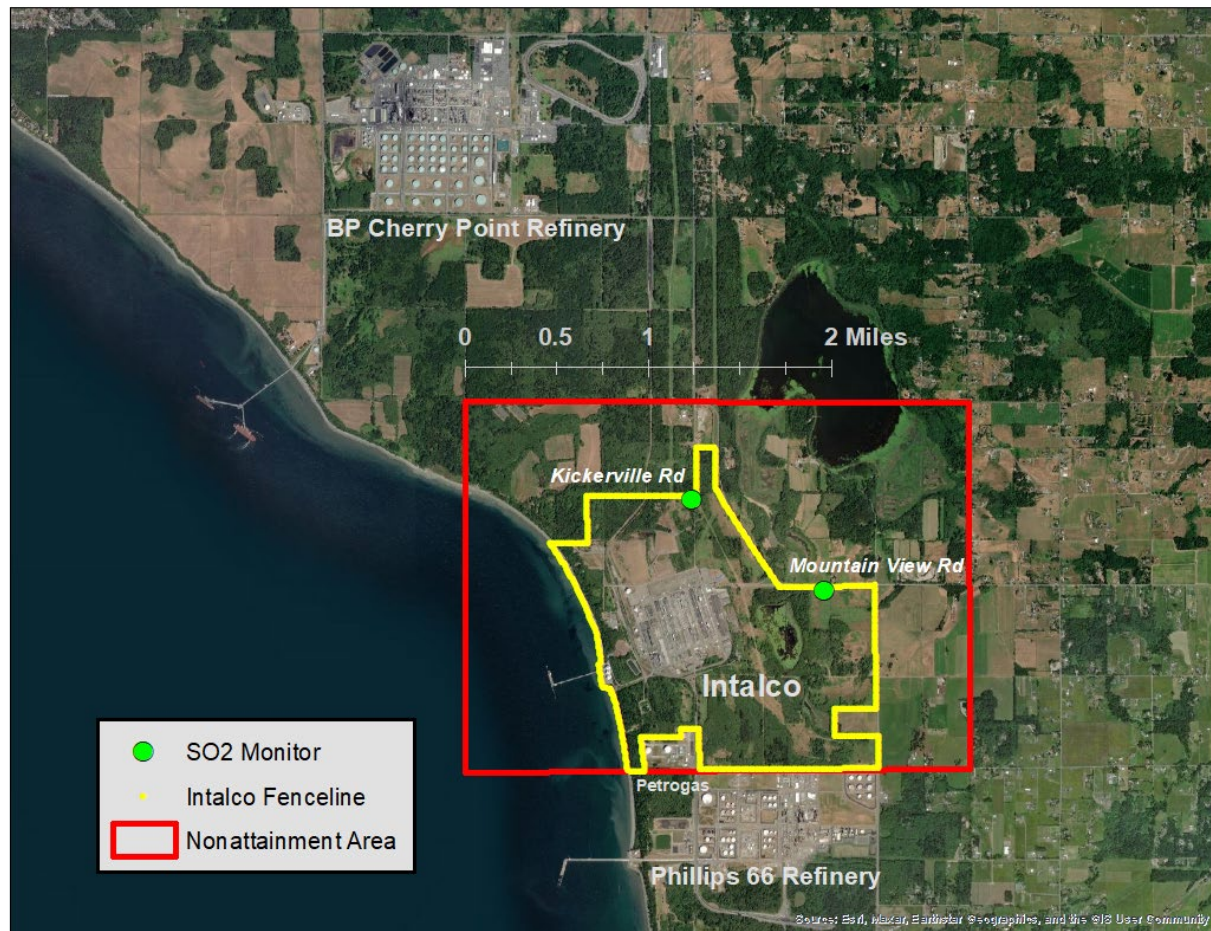 BP Cherry Point Refinery
0 0.5 1 2 Miles
Kickerville Rd
Mountain View Rd
Intalco
SO2 Monitor
Intalco Fenceline
Nonattainment Area
Petrogas
Phillips 66 Refinery
Source: Esri, Maxar, Earthstar Geographics, and the GIS User Community